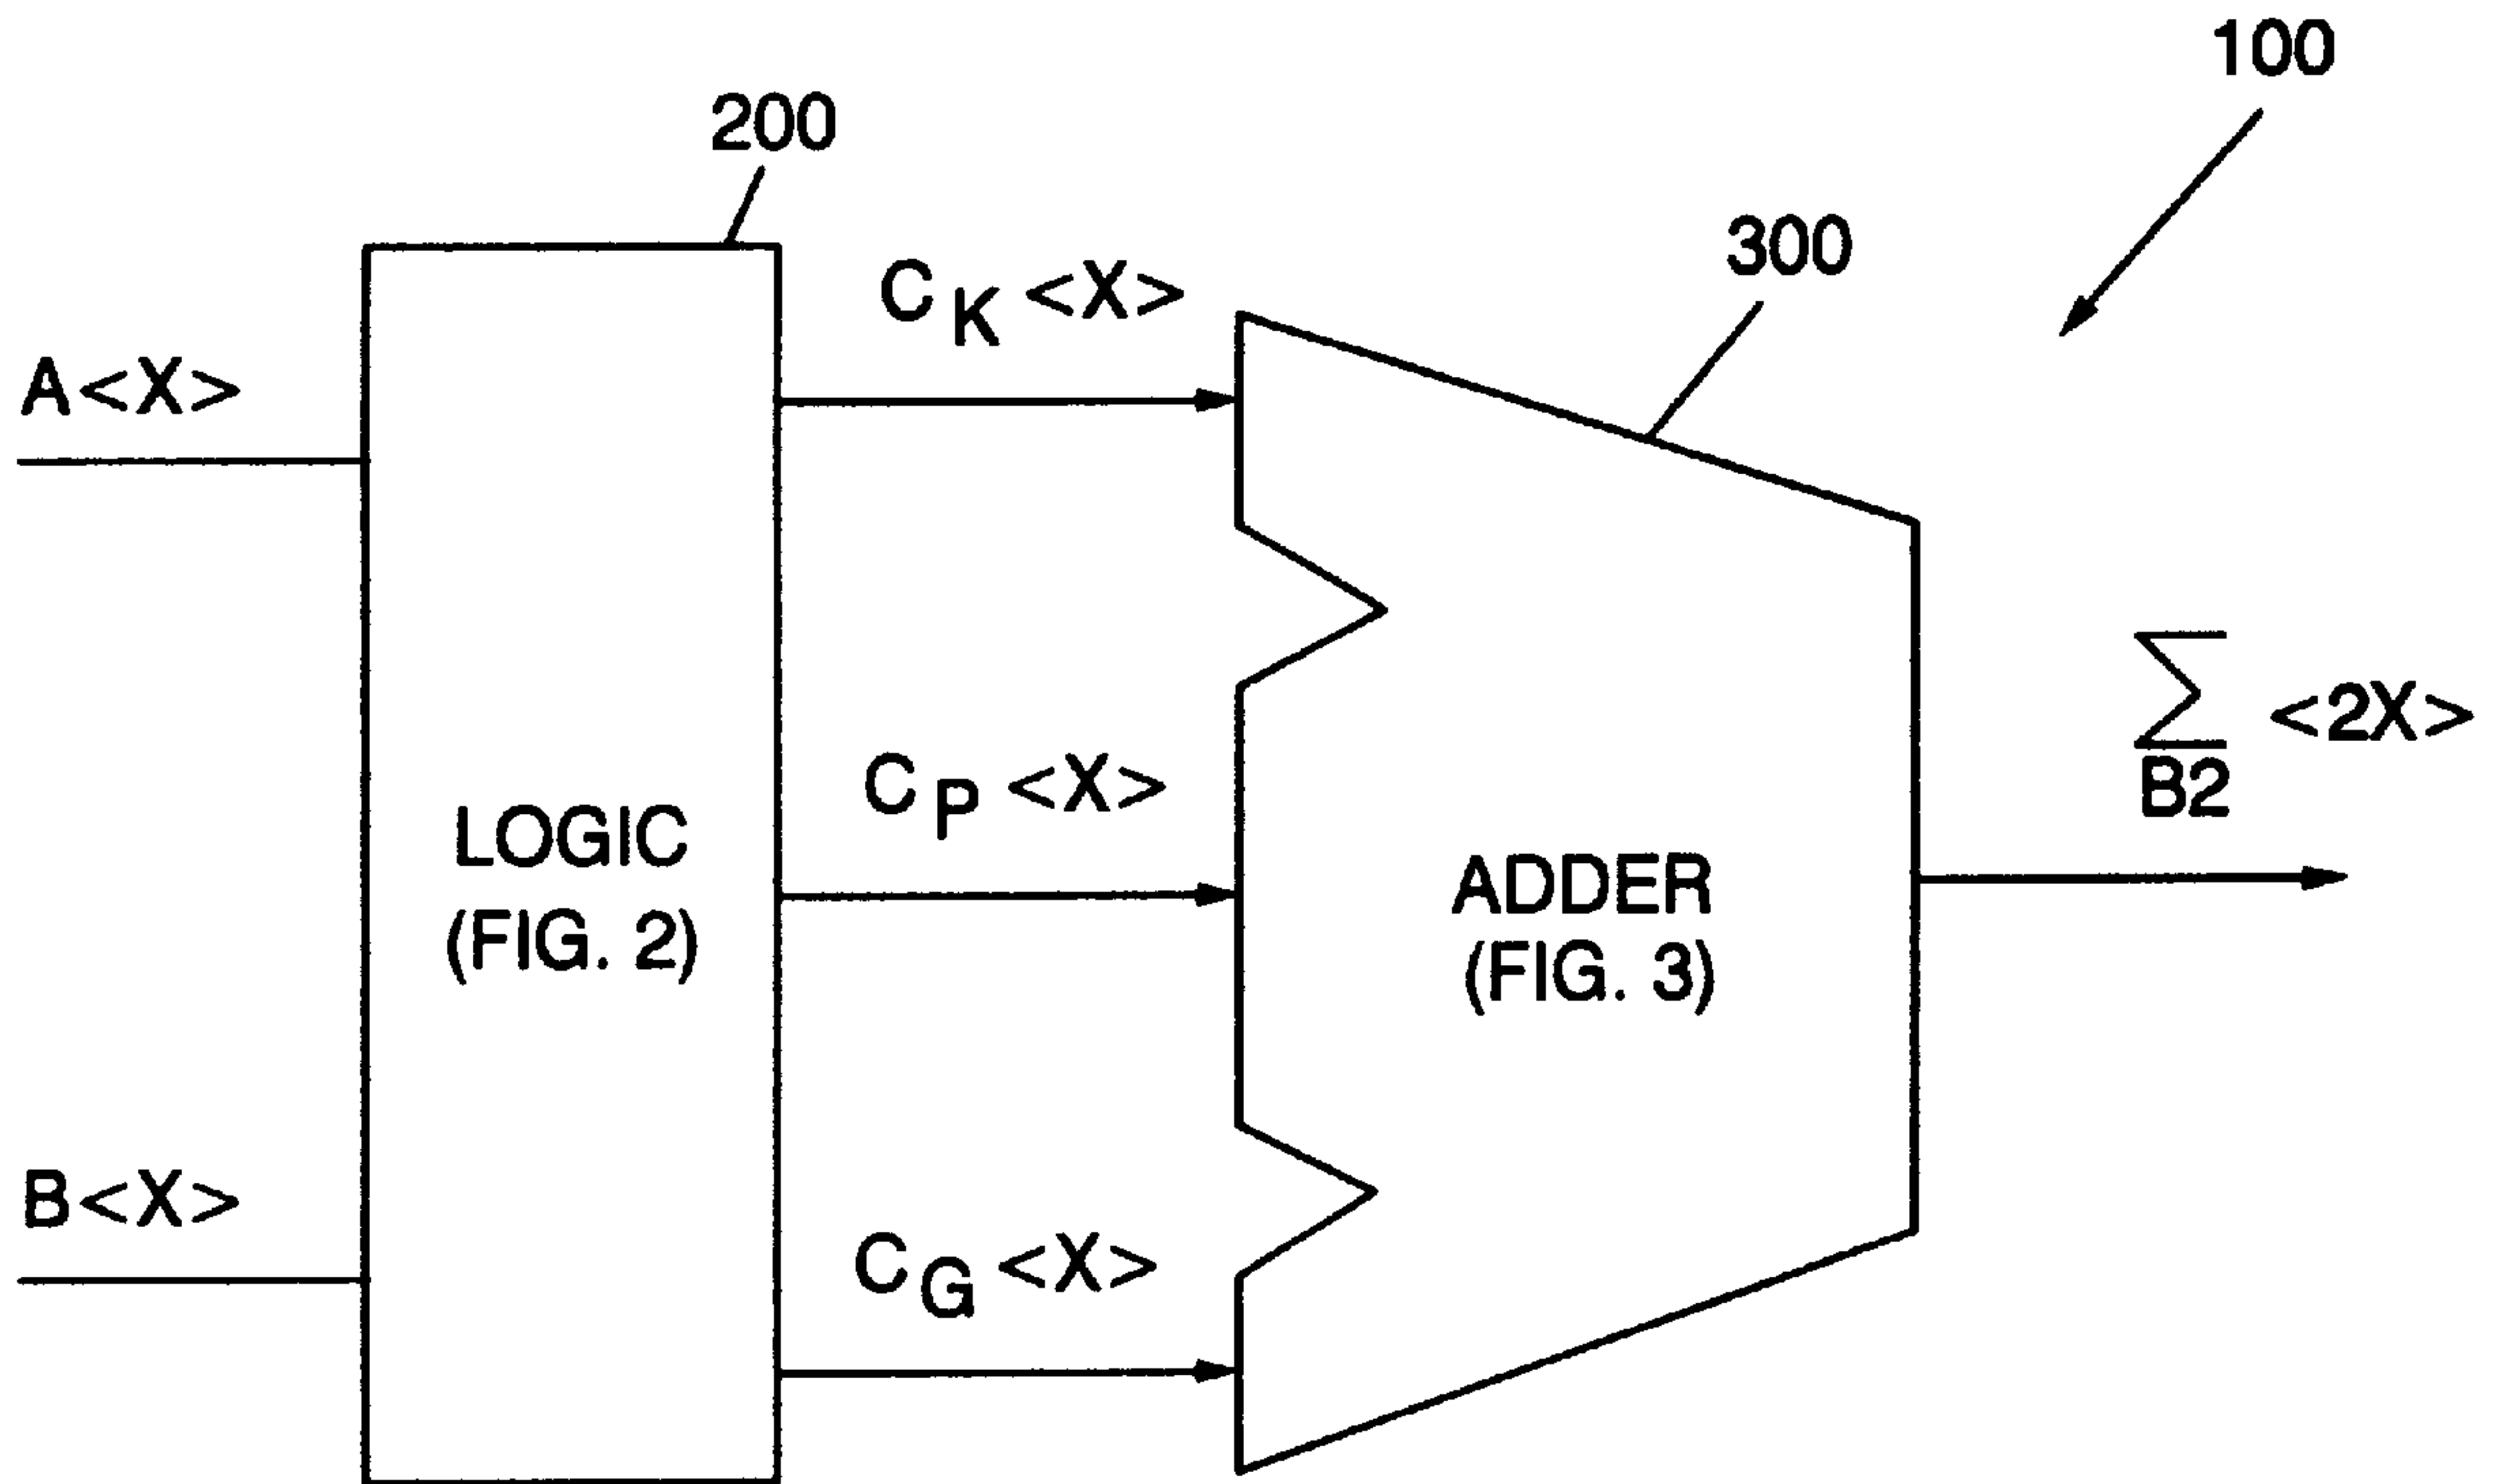 100
200
300
C K <X>
A<X>
∑ <2X>
B2
C P <X>
LOGIC
(FIG. 2)
ADDER
(FIG. 3)
B<X>
C G <X>